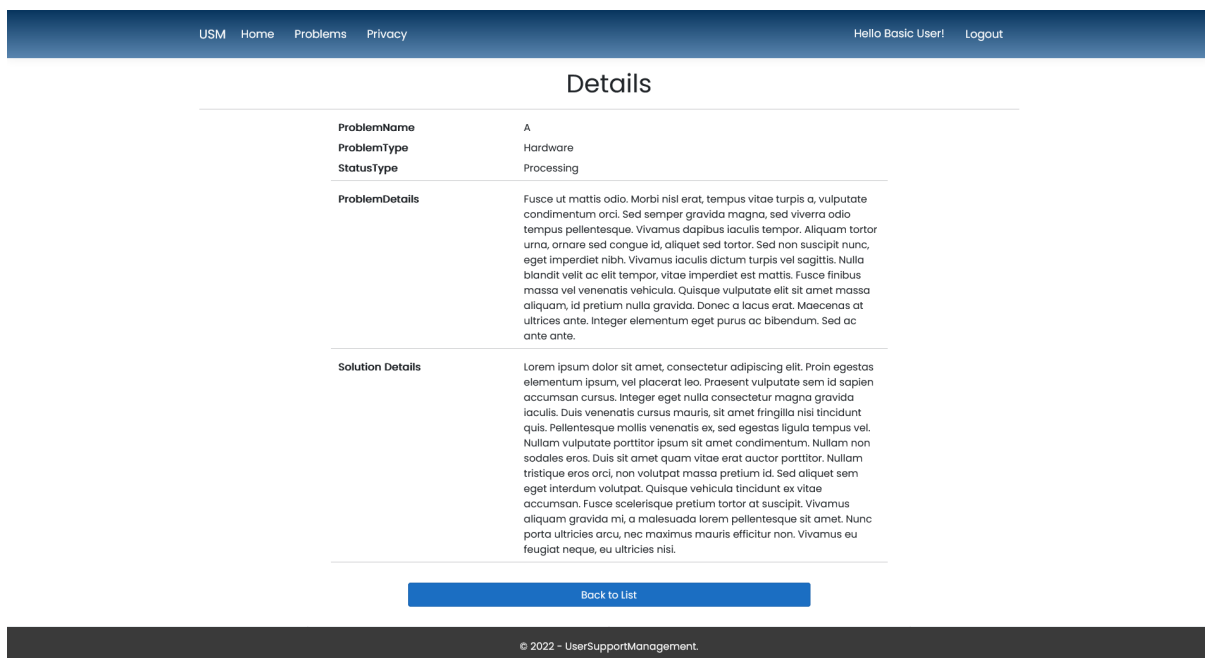 USM Home Problems Privacy Hello Basic User! Logout
Details
ProblemName A
ProblemType Hardware
StatusType Processing
ProblemDetails Fusce ut mattis odio. Morbi nisl erat, tempus vitae turpis a, vulputate
condimentum orci. Sed semper gravida magna, sed viverra odio
tempus pellentesque. Vivamus dapibus iaculis tempor. Aliquam tortor
urna, ornare sed congue id, aliquet sed tortor. Sed non suscipit nunc,
eget imperdiet nibh. Vivamus iaculis dictum turpis vel sagittis. Nulla
blandit velit ac elit tempor, vitae imperdiet est mattis. Fusce finibus
massa vel venenatis vehicula. Quisque vulputate elit sit amet massa
aliquam, id pretium nulla gravida. Donec a lacus erat. Maecenas at
ultrices ante. Integer elementum eget purus ac bibendum. Sed ac
ante ante.
Solution Details Lorem ipsum dolor sit amet, consectetur adipiscing elit. Proin egestas
elementum ipsum, vel placerat leo. Praesent vulputate sem id sapien
accumsan cursus. Integer eget nulla consectetur magna gravida
iaculis. Duis venenatis cursus mauris, sit amet fringilla nisi tincidunt
quis. Pellentesque mollis venenatis ex, sed egestas ligula tempus vel.
Nullam vulputate porttitor ipsum sit amet condimentum. Nullam non
sodales eros. Duis sit amet quam vitae erat auctor porttitor. Nullam
tristique eros orci, non volutpat massa pretium id. Sed aliquet sem
eget interdum volutpat. Quisque vehicula tincidunt ex vitae
accumsan. Fusce scelerisque pretium tortor at suscipit. Vivamus
aliquam gravida mi, a malesuada lorem pellentesque sit amet. Nunc
porta ultricies arcu, nec maximus mauris efficitur non. Vivamus eu
feugiat neque, eu ultricies nisi.
Back to List
© 2022 - UserSupportManagement.